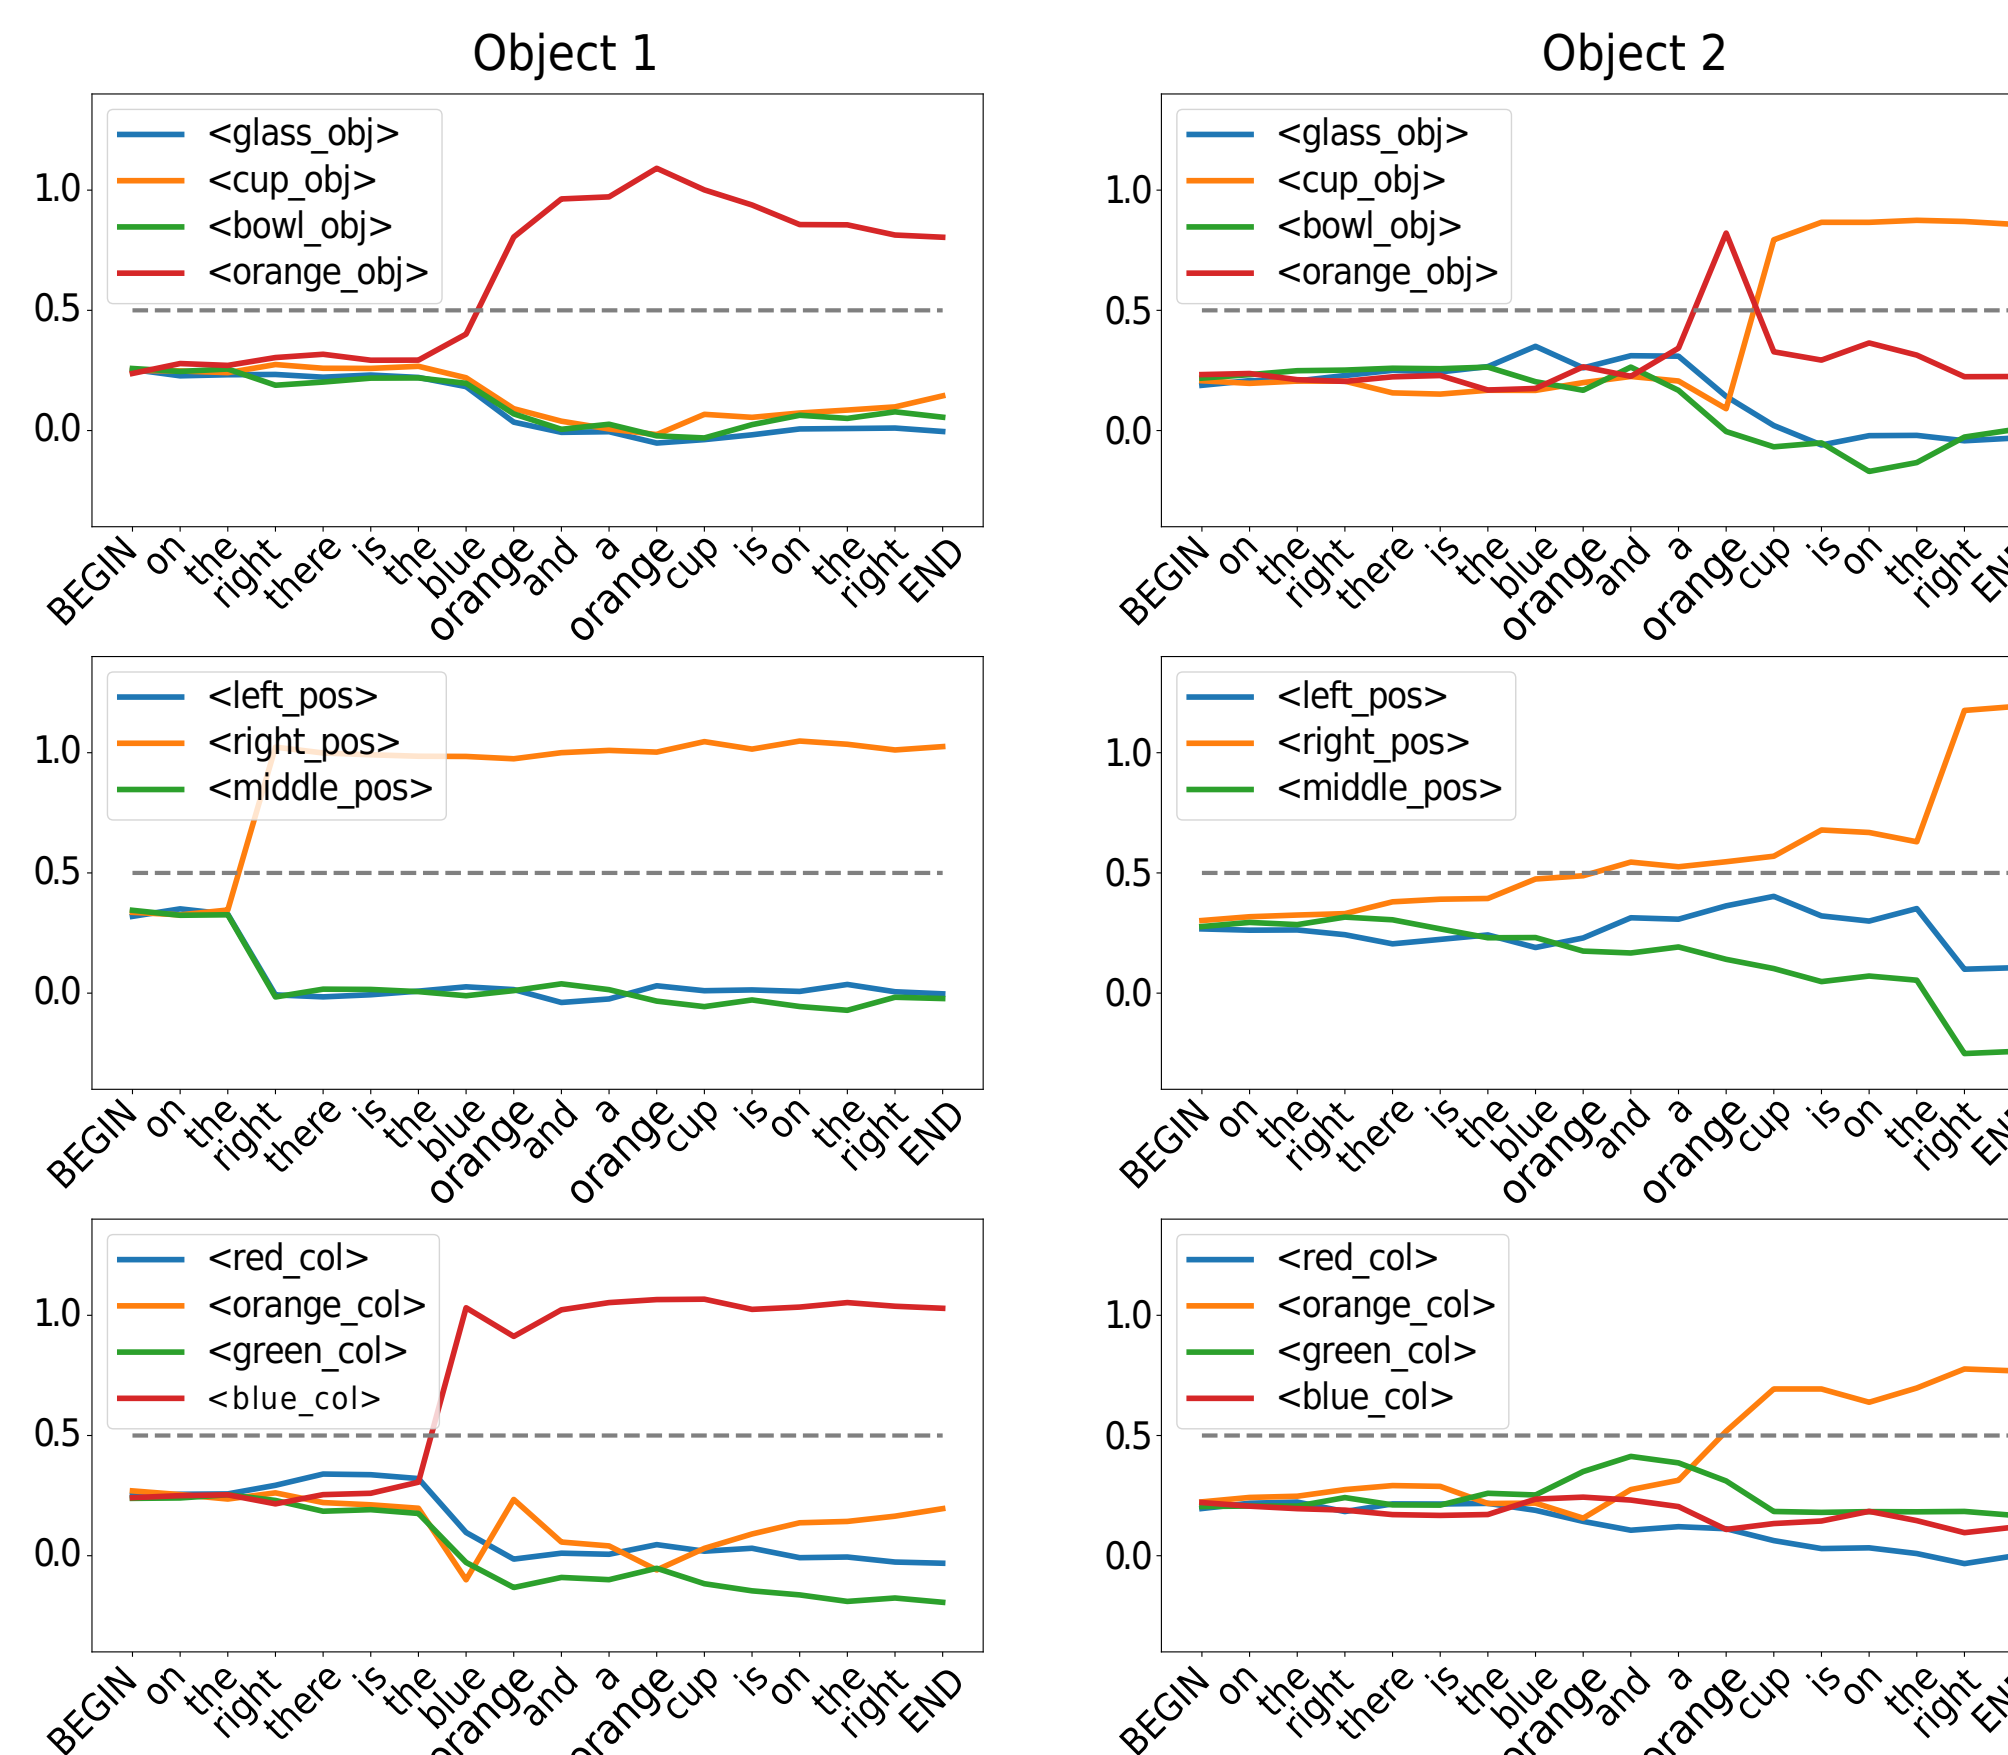 Object 1
Object 2
<glass_obj>
<cup_obj>
<bowl_obj>
<orange_obj>
1.0
0.5
0.0
BEGIN on the right there is the blue orange and a orange cup is on the right END
<glass_obj>
<cup_obj>
<bowl_obj>
<orange_obj>
1.0
0.5
0.0
BEGIN on the right there is the blue orange and a orange cup is on the right
<left_pos>
<right_pos>
<middle_pos>
1.0
0.5
0.0
BEGIN on the right there is the blue orange and a orange cup is on the right END
<left_pos>
<right_pos>
<middle_pos>
1.0
0.5
0.0
BEGIN on the right there is the blue orange and a orange cup is on the right
<red_col>
<orange_col>
<green_col>
<blue_col>
1.0
0.5
0.0
BEGIN on the right there is the blue orange and a orange cup is on the right END
<red_col>
<orange_col>
<green_col>
<blue_col>
1.0
0.5
0.0
BEGIN on the right there is the blue orange and a orange cup is on the right